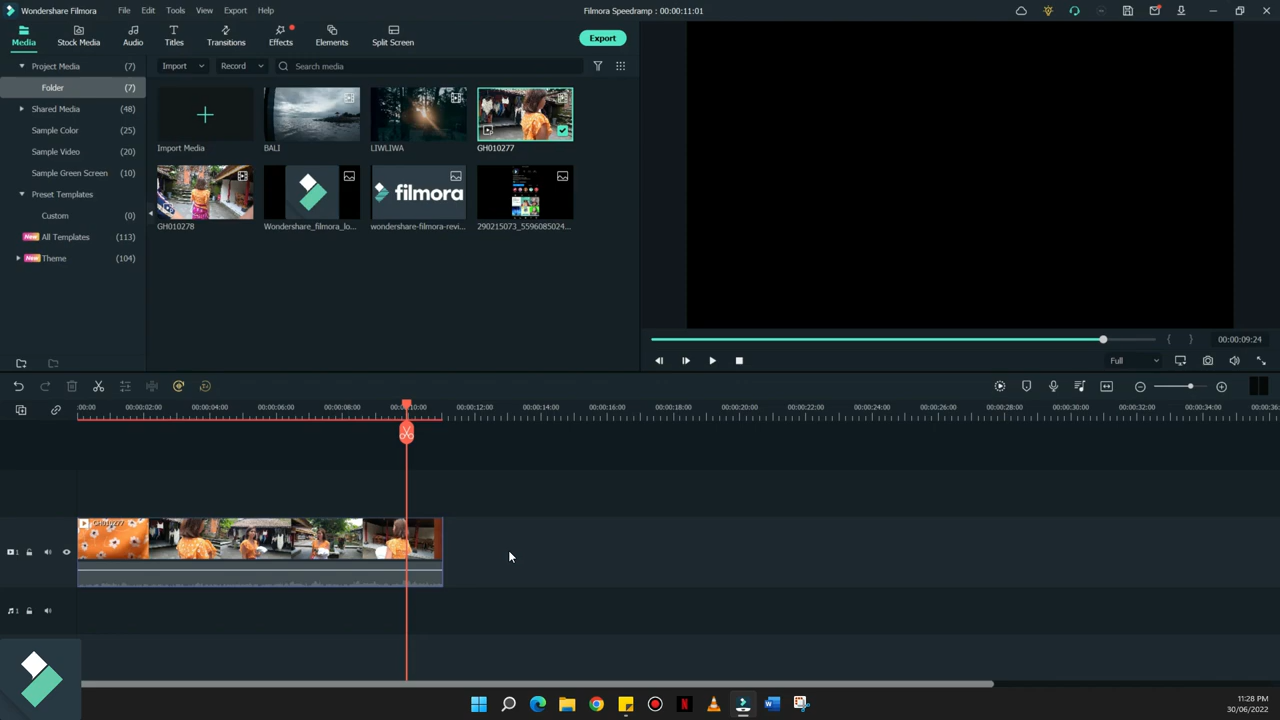 Wondershare Filmora File Edit Tools View Export Help Filmora Speedramp : 00:00:11:01
Media Stock Media Audio Titles Transitions Effects Elements Split Screen Export
Project Media (7)
Folder (7)
Shared Media (48)
Sample Color (25)
Sample Video (20)
Sample Green Screen (10)
Preset Templates
Custom (0)
New All Templates (113)
New Theme (104)
Import Record Search media
Import Media BALI LIWLIWA GH010277
filmora
GH010278 Wondershare_filmora_lo... wondershare-filmora-revi... 290215073_5596085024...
{ } 00:00:09:24
Full
:00:00 00:00:02:00 00:00:04:00 00:00:06:00 00:00:08:00 00:00:10:00 00:00:12:00 00:00:14:00 00:00:16:00 00:00:18:00 00:00:20:00 00:00:22:00 00:00:24:00 00:00:26:00 00:00:28:00 00:00:30:00 00:00:32:00 00:00:34:00 00:00:36:
GH010277
1
1
11:28 PM
30/06/2022